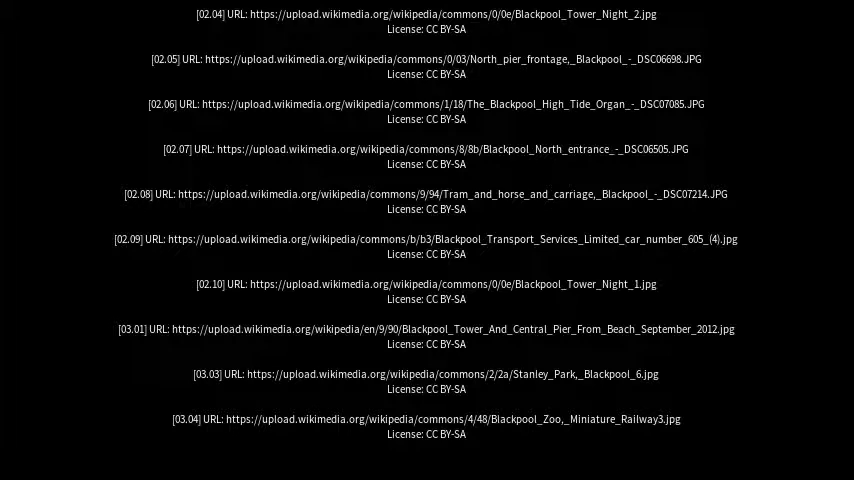 [02.04] URL: https://upload.wikimedia.org/wikipedia/commons/0/0e/Blackpool_Tower_Night_2.jpg
License: CC BY-SA
[02.05] URL: https://upload.wikimedia.org/wikipedia/commons/0/03/North_pier_frontage,_Blackpool_-_DSC06698.JPG
License: CC BY-SA
[02.06] URL: https://upload.wikimedia.org/wikipedia/commons/1/18/The_Blackpool_High_Tide_Organ_-_DSC07085.JPG
License: CC BY-SA
[02.07] URL: https://upload.wikimedia.org/wikipedia/commons/8/8b/Blackpool_North_entrance_-_DSC06505.JPG
License: CC BY-SA
[02.08] URL: https://upload.wikimedia.org/wikipedia/commons/9/94/Tram_and_horse_and_carriage,_Blackpool_-_DSC07214.JPG
License: CC BY-SA
[02.09] URL: https://upload.wikimedia.org/wikipedia/commons/b/b3/Blackpool_Transport_Services_Limited_car_number_605_(4).jpg
License: CC BY-SA
[02.10] URL: https://upload.wikimedia.org/wikipedia/commons/0/0e/Blackpool_Tower_Night_1.jpg
License: CC BY-SA
[03.01] URL: https://upload.wikimedia.org/wikipedia/en/9/90/Blackpool_Tower_And_Central_Pier_From_Beach_September_2012.jpg
License: CC BY-SA
[03.03] URL: https://upload.wikimedia.org/wikipedia/commons/2/2a/Stanley_Park,_Blackpool_6.jpg
License: CC BY-SA
[03.04] URL: https://upload.wikimedia.org/wikipedia/commons/4/48/Blackpool_Zoo,_Miniature_Railway3.jpg
License: CC BY-SA